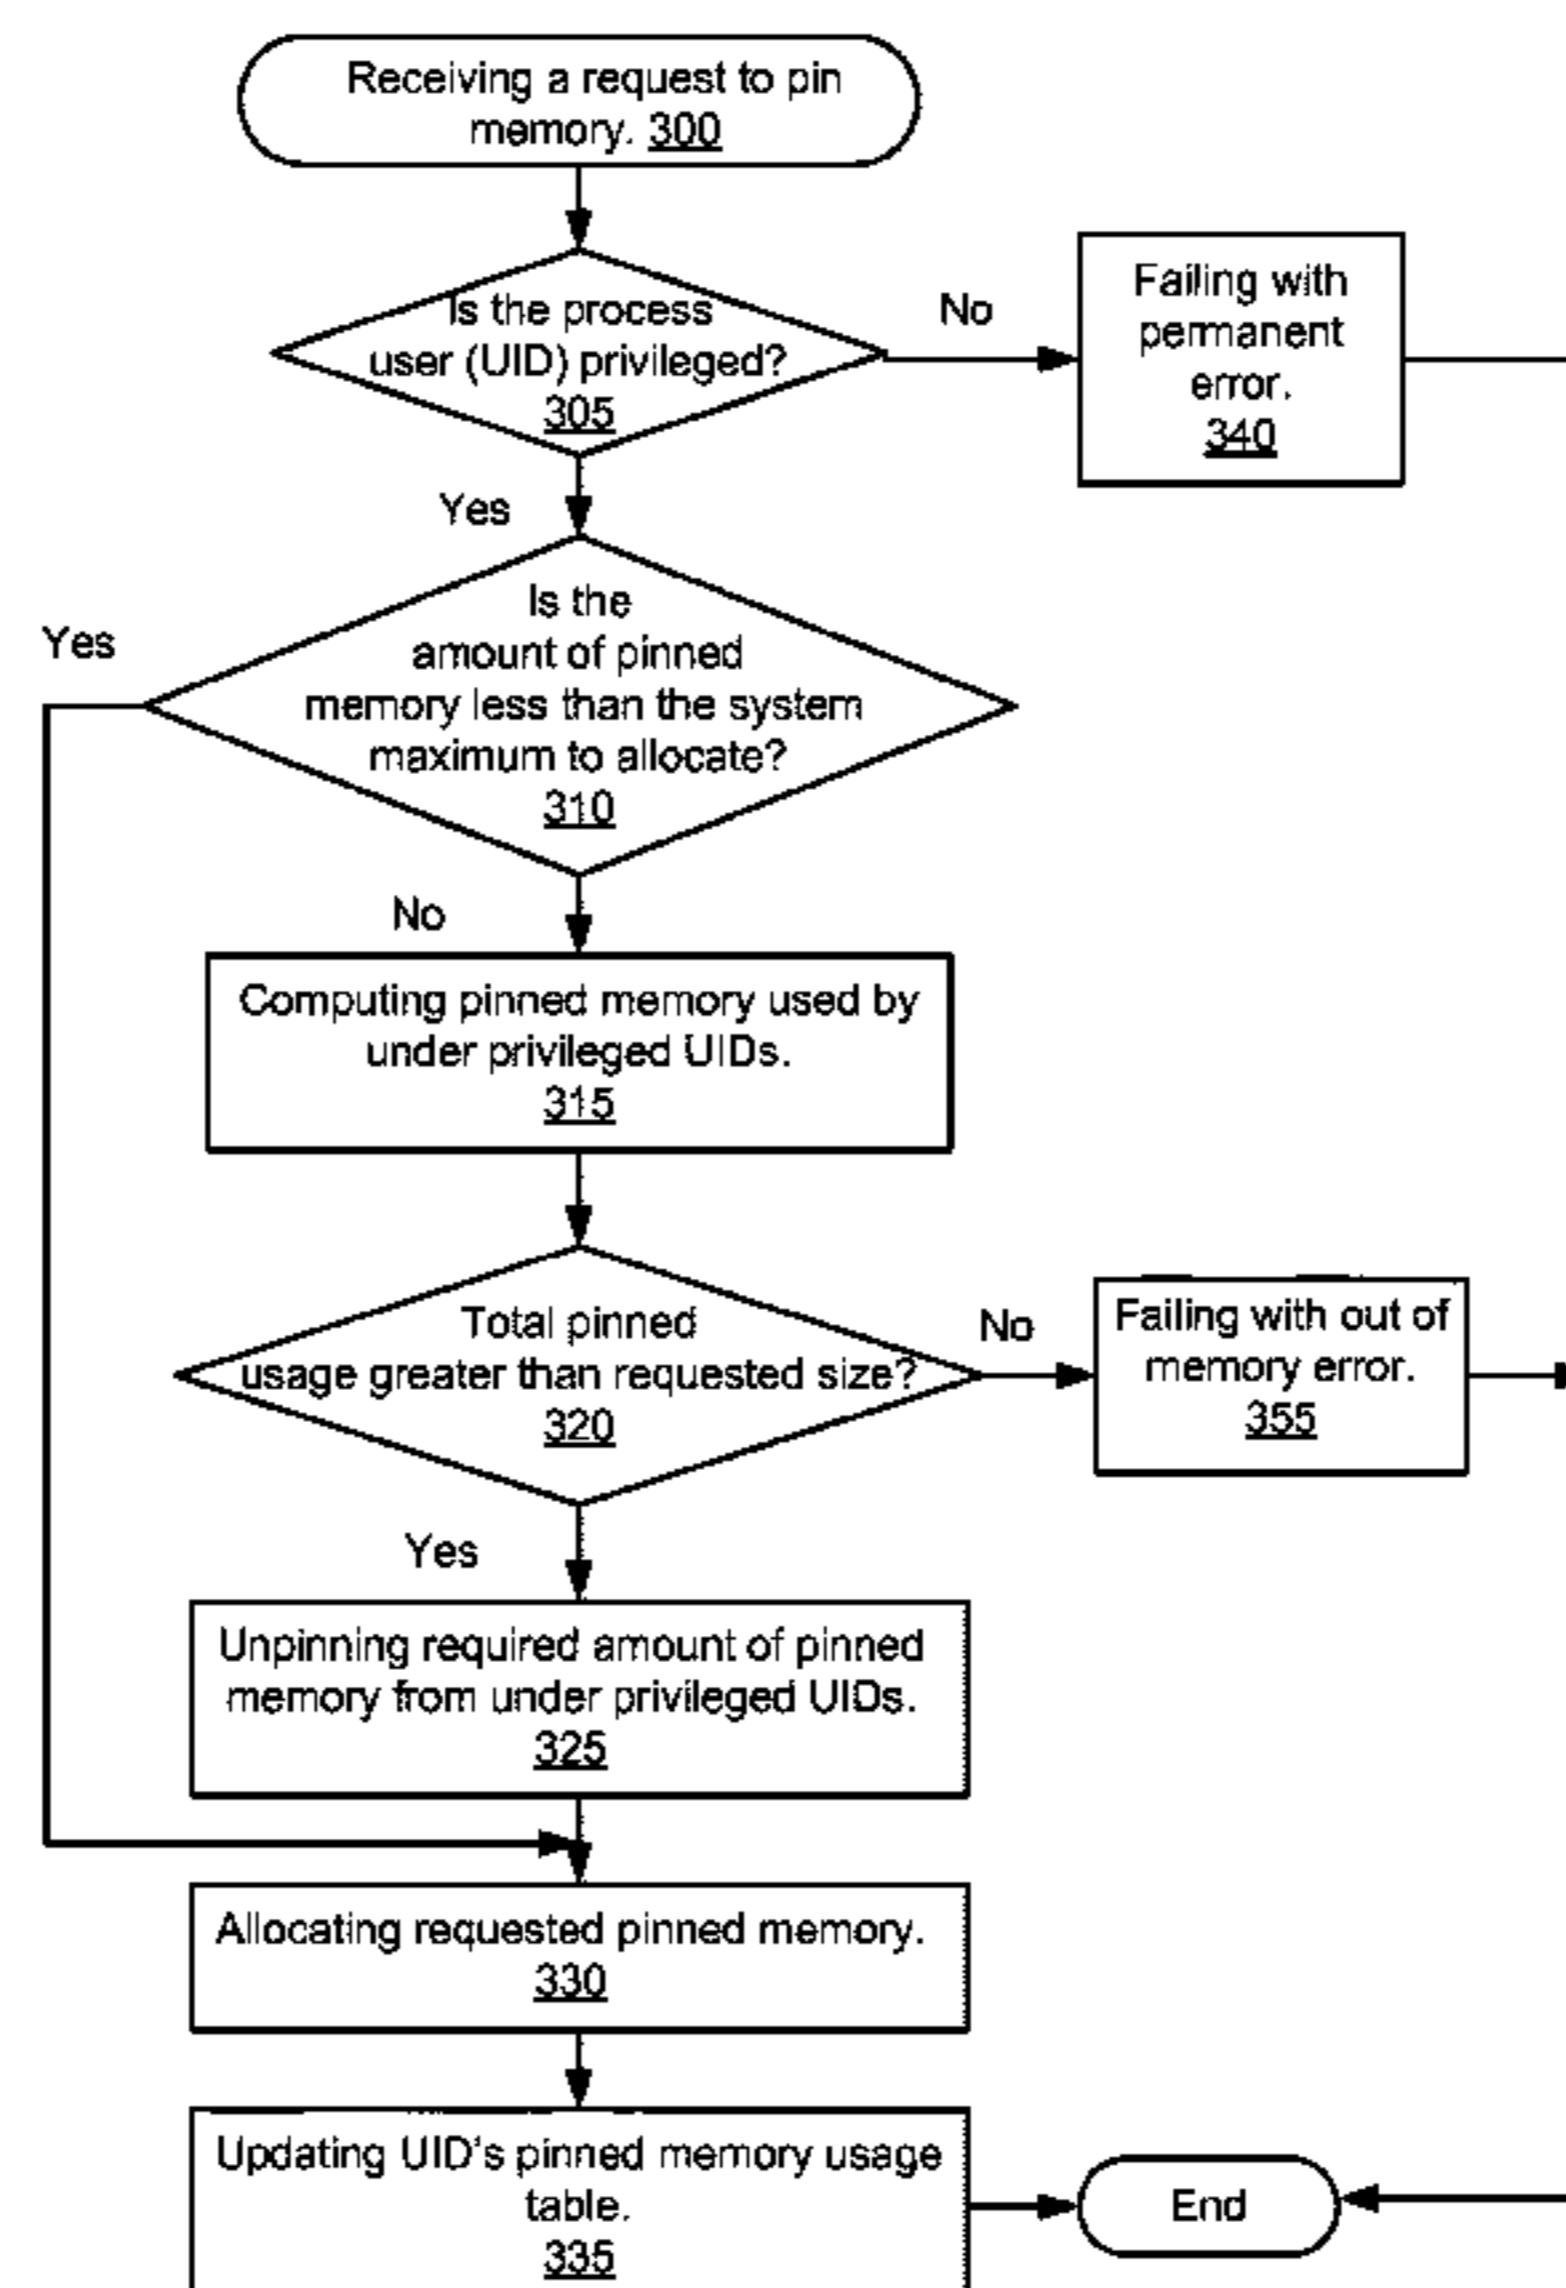 Receiving a request to pin
memory. 300
Is the process
user (UID) privileged?
305
No
Failing with
permanent
error.
340
Yes
Is the
amount of pinned
memory less than the system
maximum to allocate?
310
Yes
No
Computing pinned memory used by
under privileged UIDs.
315
Total pinned
usage greater than requested size?
320
No
Failing with out of
memory error.
355
Yes
Unpinning required amount of pinned
memory from under privileged UIDs.
325
Allocating requested pinned memory.
330
Updating UID's pinned memory usage
table.
335
End